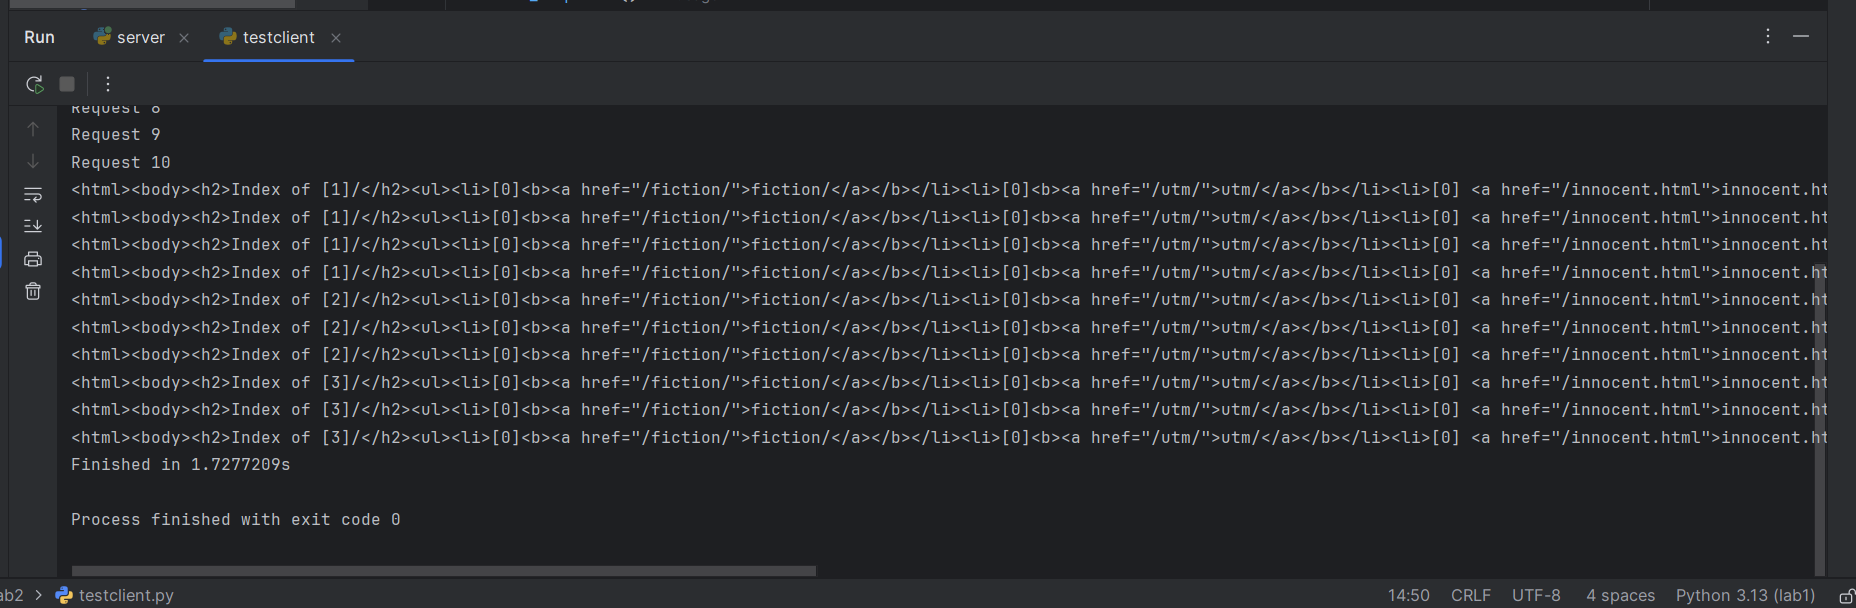 Run server testclient
Request 8
Request 9
Request 10
<html><body><h2>Index of [1]/</h2><ul><li>[0]<b><a href="/fiction/">fiction/</a></b></li><li>[0]<b><a href="/utm/">utm/</a></b></li><li>[0] <a href="/innocent.html">innocent.ht
<html><body><h2>Index of [1]/</h2><ul><li>[0]<b><a href="/fiction/">fiction/</a></b></li><li>[0]<b><a href="/utm/">utm/</a></b></li><li>[0] <a href="/innocent.html">innocent.ht
<html><body><h2>Index of [1]/</h2><ul><li>[0]<b><a href="/fiction/">fiction/</a></b></li><li>[0]<b><a href="/utm/">utm/</a></b></li><li>[0] <a href="/innocent.html">innocent.ht
<html><body><h2>Index of [1]/</h2><ul><li>[0]<b><a href="/fiction/">fiction/</a></b></li><li>[0]<b><a href="/utm/">utm/</a></b></li><li>[0] <a href="/innocent.html">innocent.ht
<html><body><h2>Index of [2]/</h2><ul><li>[0]<b><a href="/fiction/">fiction/</a></b></li><li>[0]<b><a href="/utm/">utm/</a></b></li><li>[0] <a href="/innocent.html">innocent.ht
<html><body><h2>Index of [2]/</h2><ul><li>[0]<b><a href="/fiction/">fiction/</a></b></li><li>[0]<b><a href="/utm/">utm/</a></b></li><li>[0] <a href="/innocent.html">innocent.ht
<html><body><h2>Index of [2]/</h2><ul><li>[0]<b><a href="/fiction/">fiction/</a></b></li><li>[0]<b><a href="/utm/">utm/</a></b></li><li>[0] <a href="/innocent.html">innocent.ht
<html><body><h2>Index of [3]/</h2><ul><li>[0]<b><a href="/fiction/">fiction/</a></b></li><li>[0]<b><a href="/utm/">utm/</a></b></li><li>[0] <a href="/innocent.html">innocent.ht
<html><body><h2>Index of [3]/</h2><ul><li>[0]<b><a href="/fiction/">fiction/</a></b></li><li>[0]<b><a href="/utm/">utm/</a></b></li><li>[0] <a href="/innocent.html">innocent.ht
<html><body><h2>Index of [3]/</h2><ul><li>[0]<b><a href="/fiction/">fiction/</a></b></li><li>[0]<b><a href="/utm/">utm/</a></b></li><li>[0] <a href="/innocent.html">innocent.ht
Finished in 1.7277209s
Process finished with exit code 0
ab2 > testclient.py 14:50 CRLF UTF-8 4 spaces Python 3.13 (lab1)